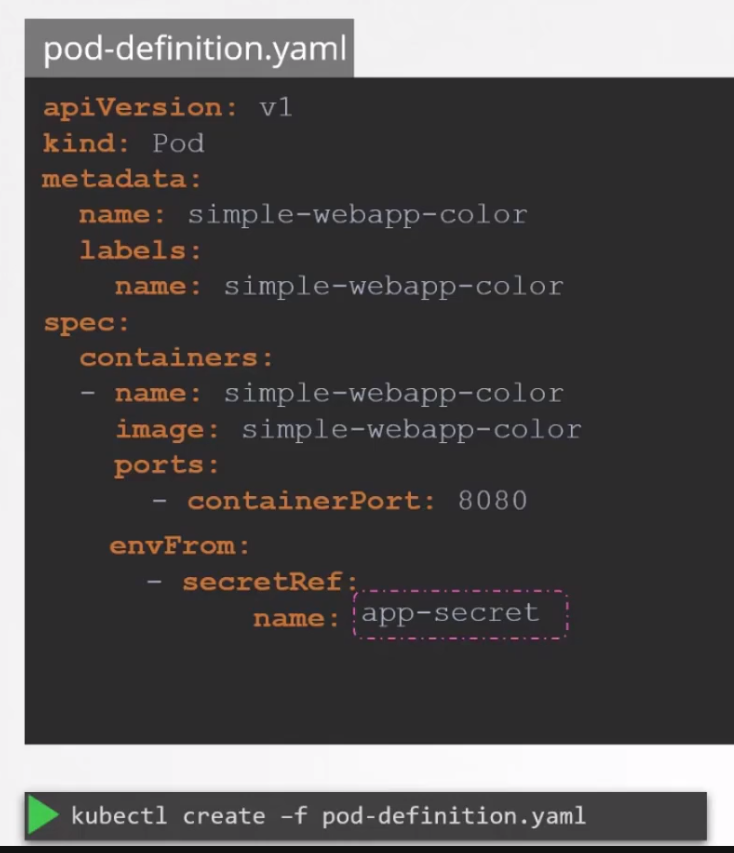 pod-definition.yaml
apiVersion: v1
kind: Pod
metadata:
  name: simple-webapp-color
  labels:
    name: simple-webapp-color
spec:
  containers:
  - name: simple-webapp-color
    image: simple-webapp-color
    ports:
      - containerPort: 8080
    envFrom:
      - secretRef:
            name: app-secret
kubectl create –f pod-definition.yaml